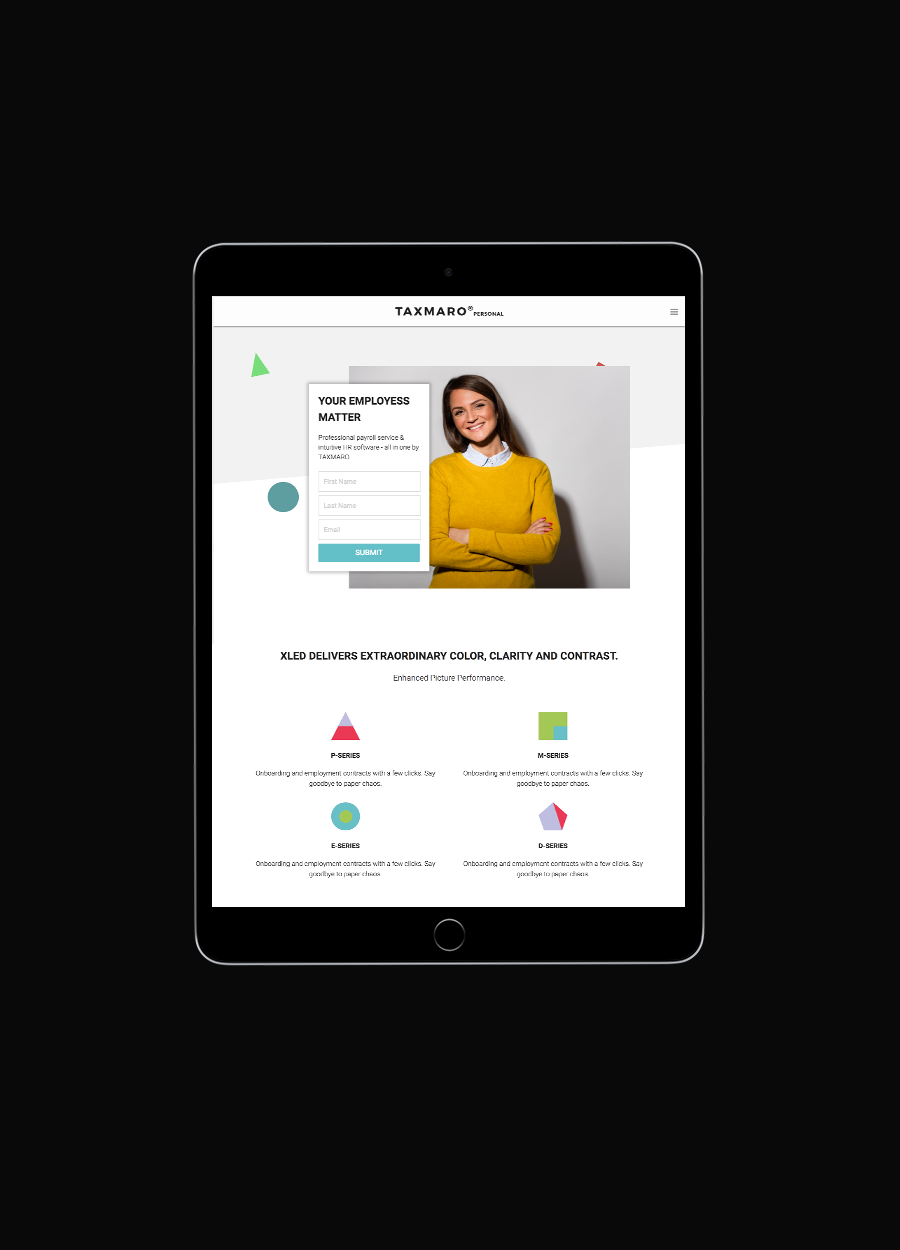 TAXMARO® PERSONAL
YOUR EMPLOYESS
MATTER
Professional payroll service &
intuitive HR software - all in one by
TAXMARO
First Name
Last Name
Email
SUBMIT
XLED DELIVERS EXTRAORDINARY COLOR, CLARITY AND CONTRAST.
Enhanced Picture Performance.
P-SERIES
Onboarding and employment contracts with a few clicks. Say
goodbye to paper chaos.
M-SERIES
Onboarding and employment contracts with a few clicks. Say
goodbye to paper chaos.
E-SERIES
Onboarding and employment contracts with a few clicks. Say
goodbye to paper chaos.
D-SERIES
Onboarding and employment contracts with a few clicks. Say
goodbye to paper chaos.